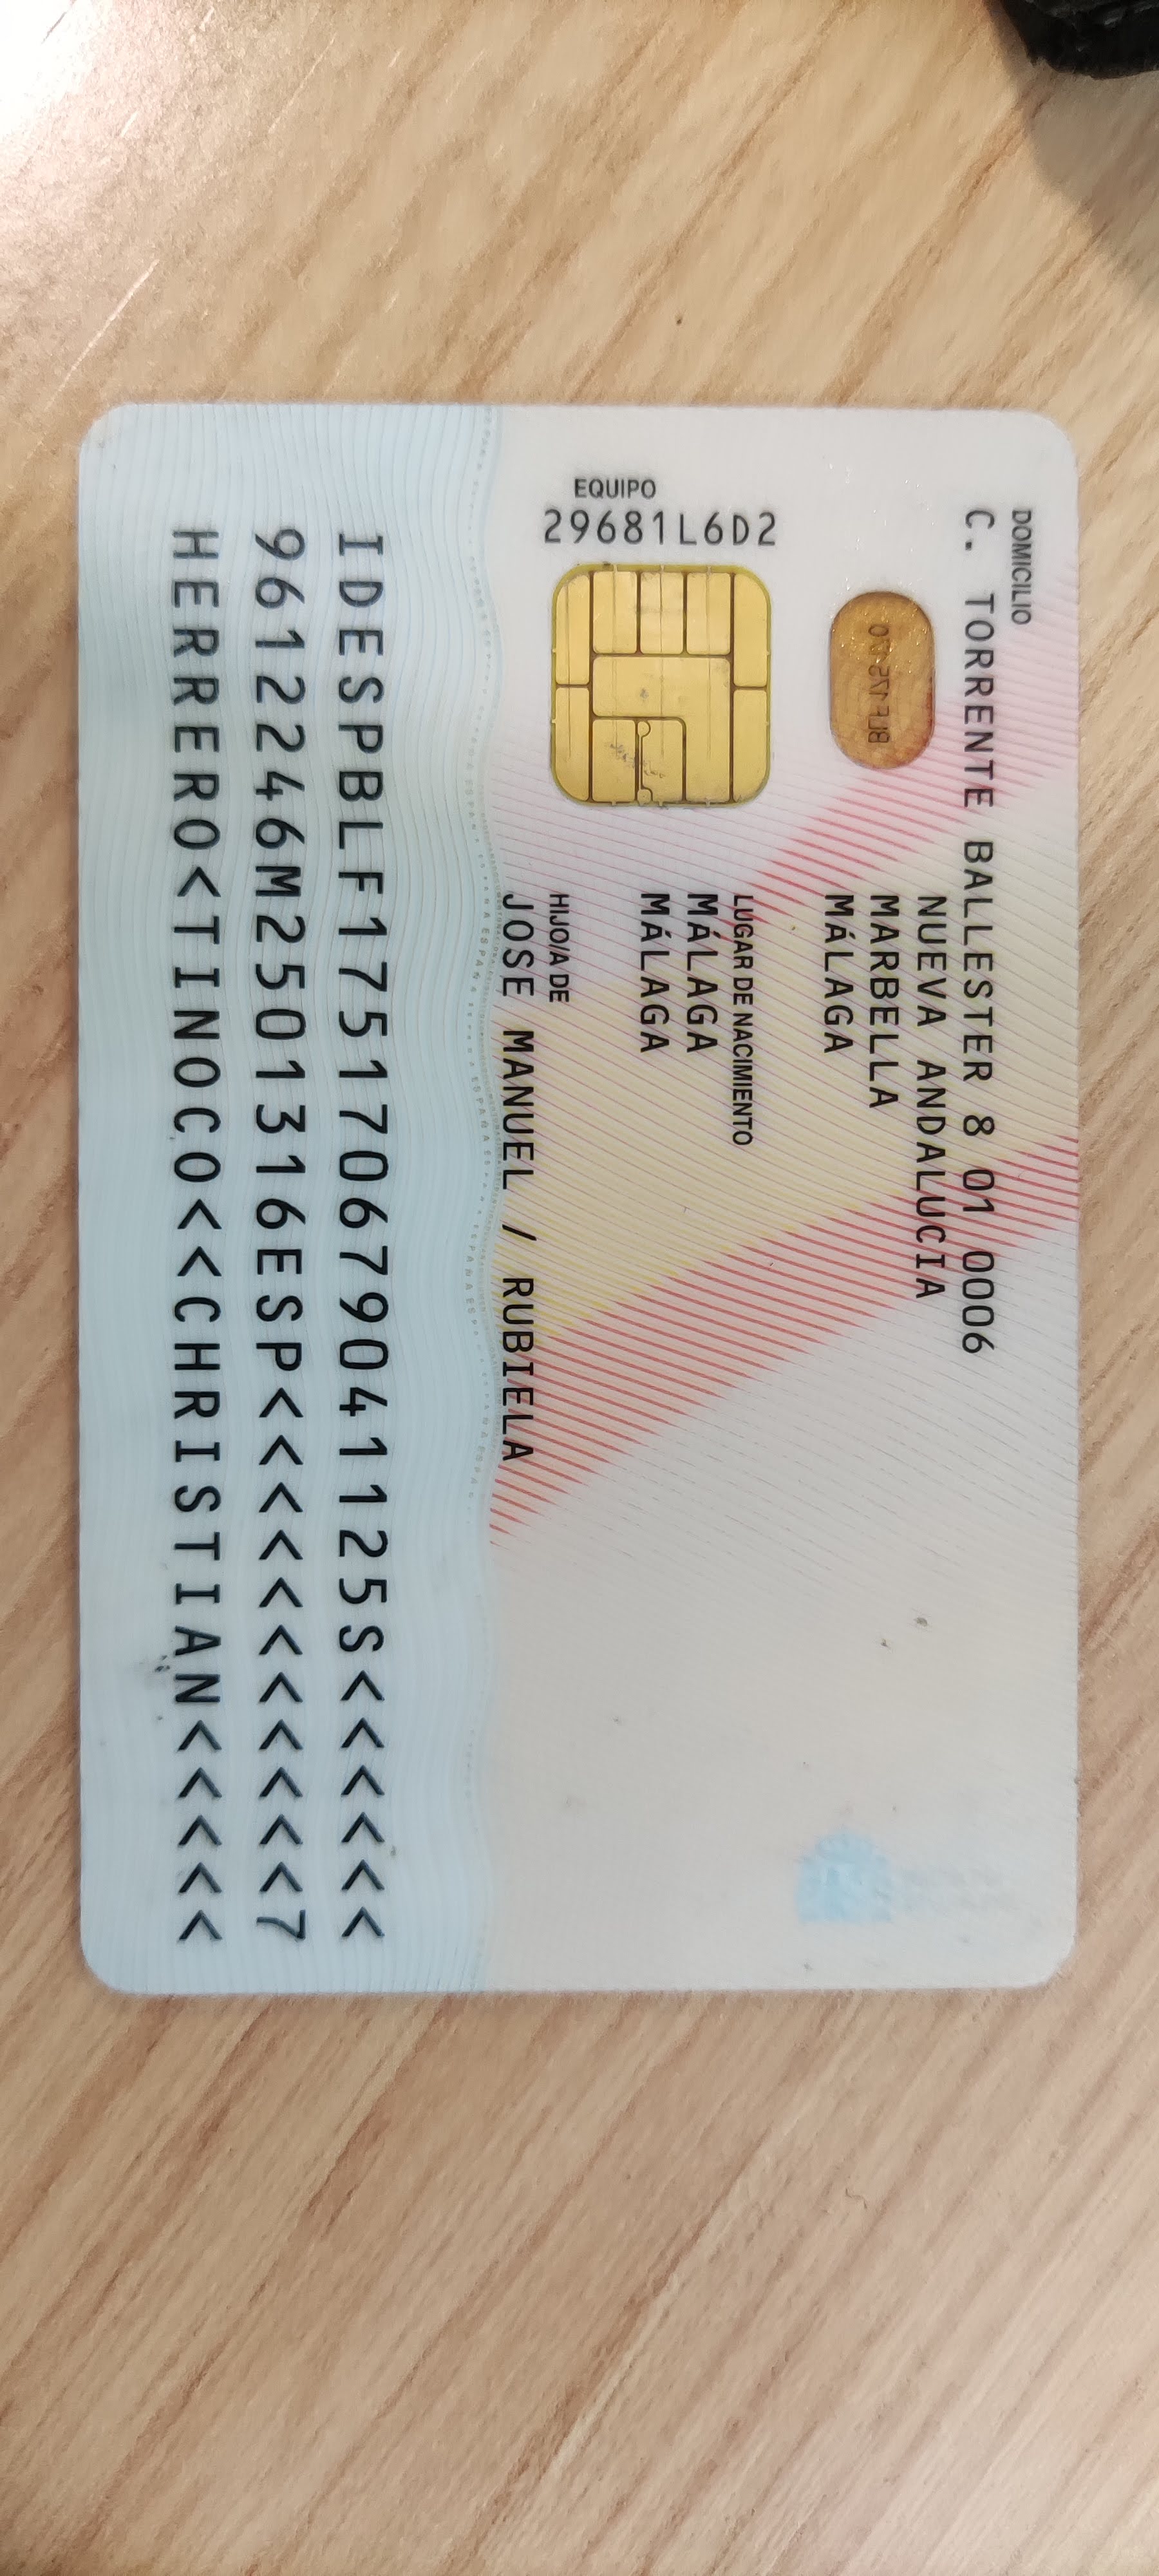 DOMICILIO
C. TORRENTE BALLESTER 8 01 0006
NUEVA ANDALUCIA
MARBELLA
MÁLAGA
LUGAR DE NACIMIENTO
MÁLAGA
MÁLAGA
HIJO/A DE
JOSE MANUEL / RUBIELA
EQUIPO
29681L6D2
IDESPBLF175170679041125S<<<<<<
9612246M2501316ESP<<<<<<<<<<<7
HERRERO<TINOCO<<CHRISTIAN<<<<<